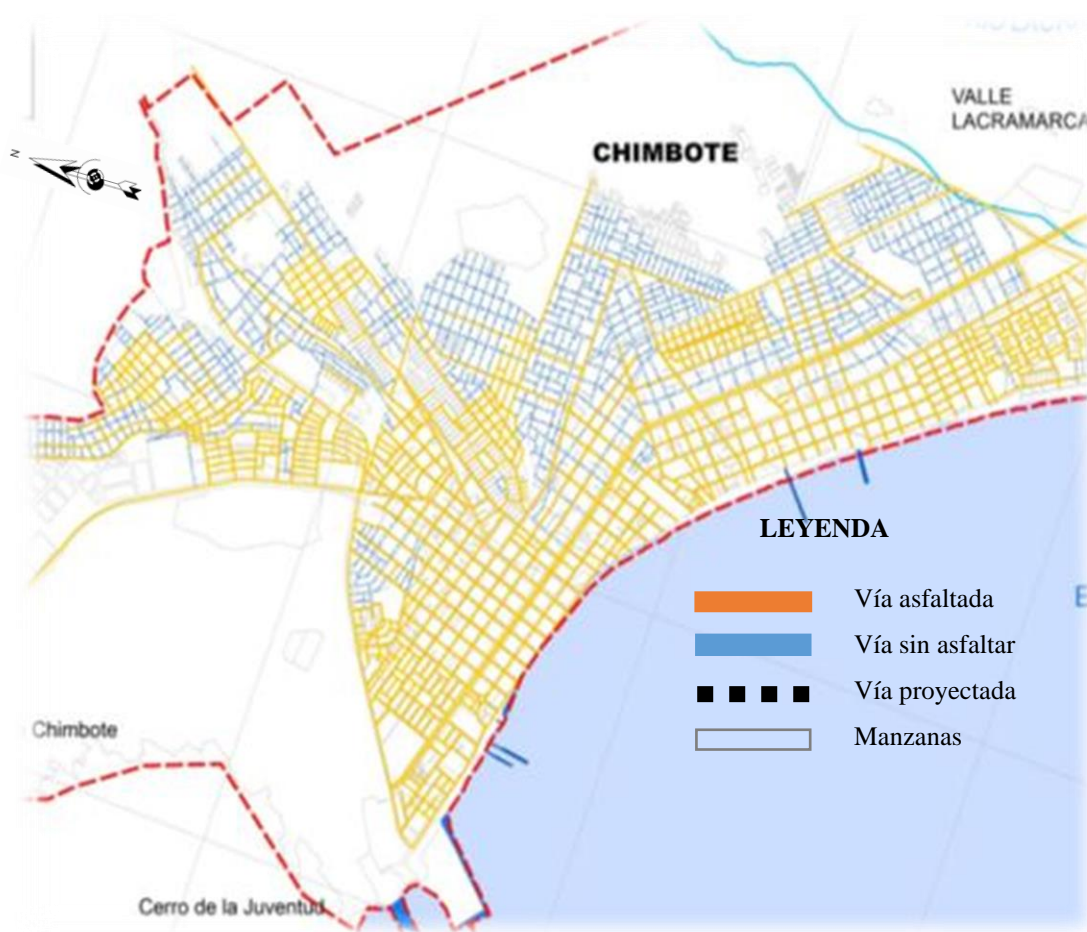 VALLE
LACRAMARCA
CHIMBOTE
N
LEYENDA
Vía asfaltada
Vía sin asfaltar
Vía proyectada
Manzanas
Chimbote
Cerro de la Juventud